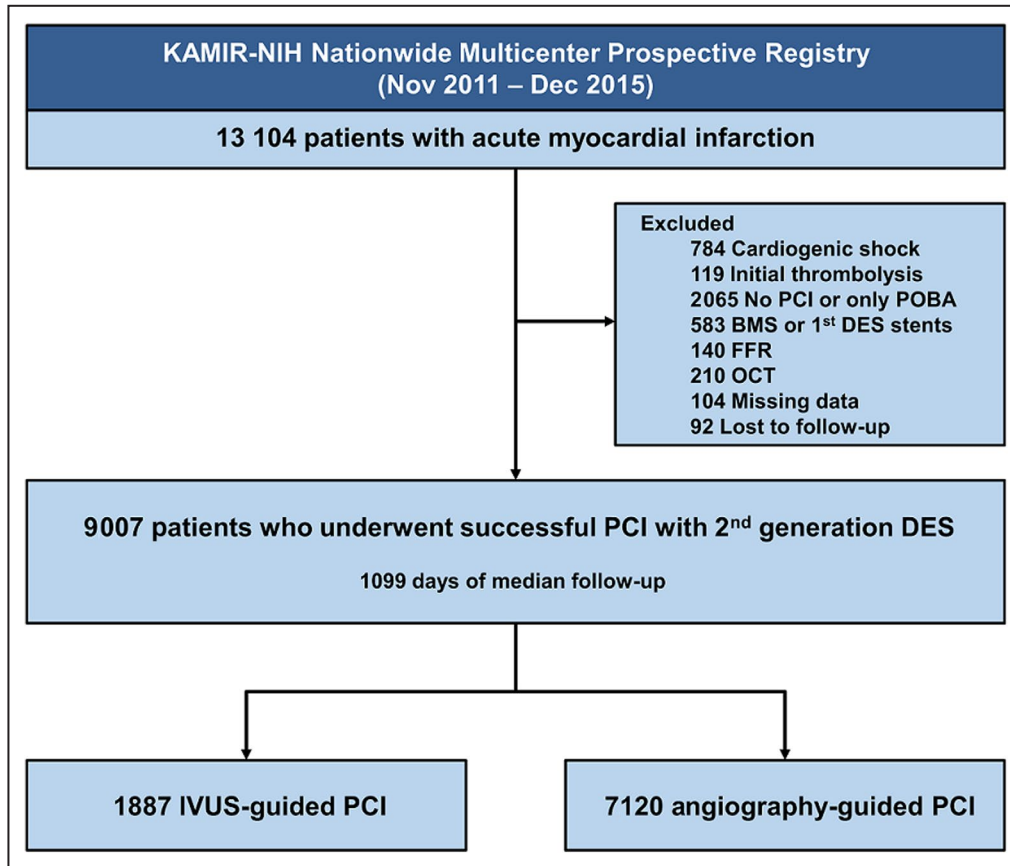 KAMIR-NIH Nationwide Multicenter Prospective Registry
(Nov 2011 – Dec 2015)
13 104 patients with acute myocardial infarction
Excluded
784 Cardiogenic shock
119 Initial thrombolysis
2065 No PCI or only POBA
583 BMS or 1st DES stents
140 FFR
210 OCT
104 Missing data
92 Lost to follow-up
9007 patients who underwent successful PCI with 2nd generation DES
1099 days of median follow-up
1887 IVUS-guided PCI
7120 angiography-guided PCI